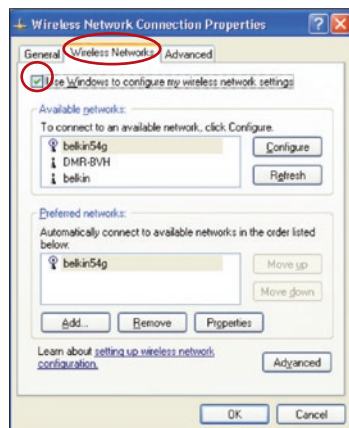 Wireless Network Connection Properties
General Wireless Networks Advanced
Use Windows to configure my wireless network settings
Available networks:
To connect to an available network, click Configure.
belkin54g
DMR-BVH
belkin
Configure
Refresh
Preferred networks:
Automatically connect to available networks in the order listed
below:
belkin54g
Move up
Move down
Add... Remove Properties
Learn about setting up wireless network
configuration.
Advanced
OK Cancel